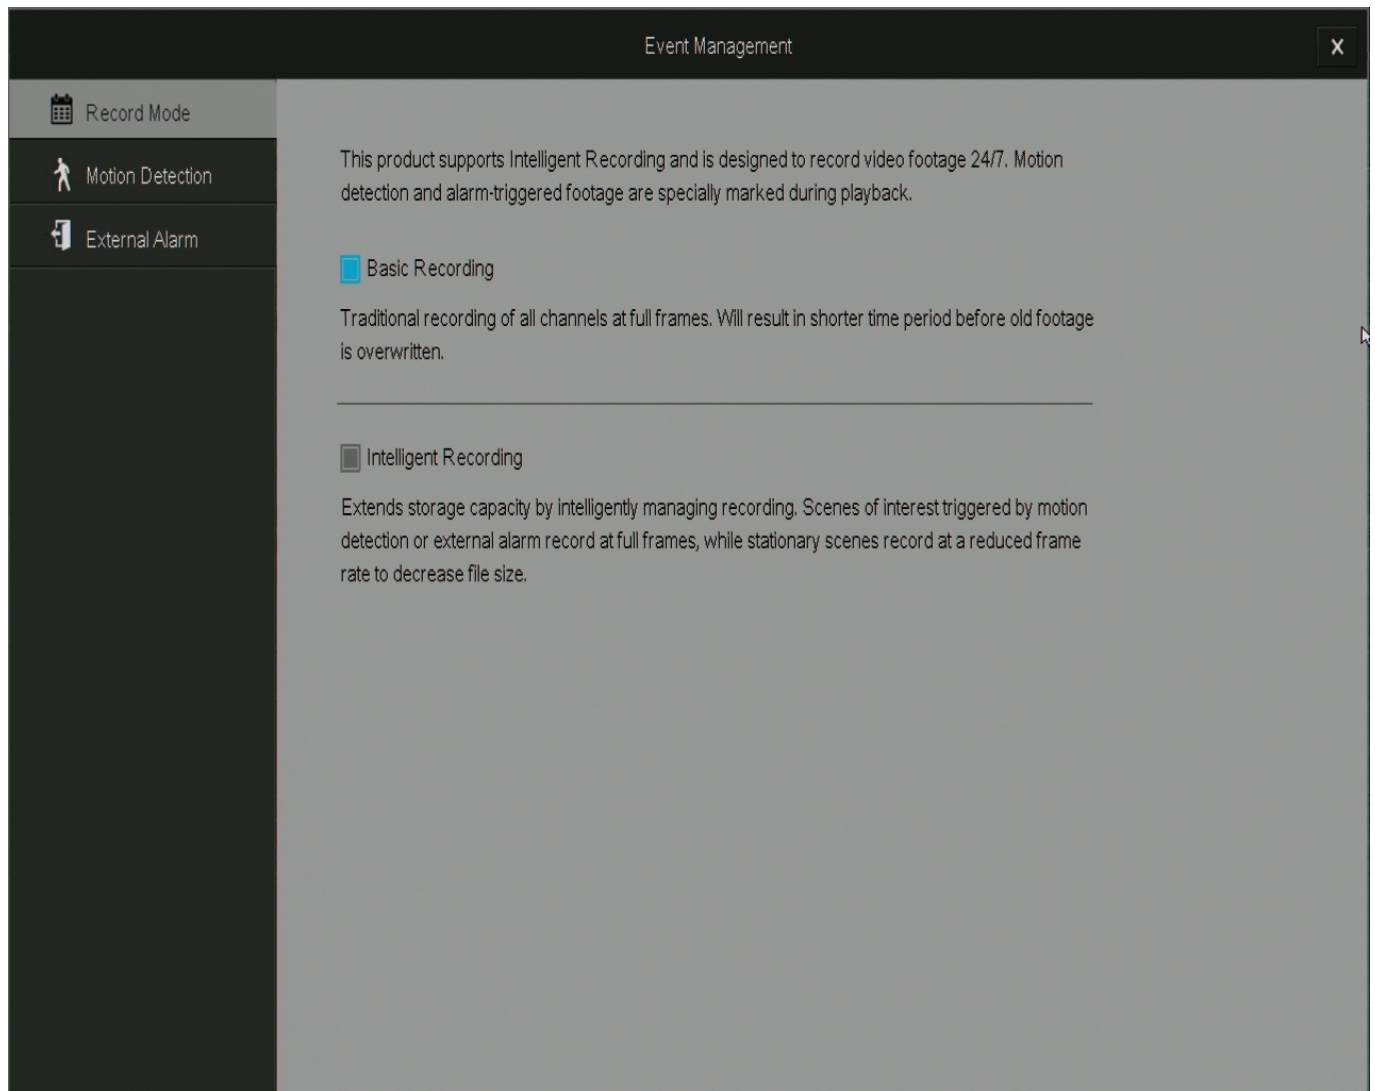 Event Management
X
Record Mode
Motion Detection
External Alarm
This product supports Intelligent Recording and is designed to record video footage 24/7. Motion
detection and alarm-triggered footage are specially marked during playback.
Basic Recording
Traditional recording of all channels at full frames. Will result in shorter time period before old footage
is overwritten.
Intelligent Recording
Extends storage capacity by intelligently managing recording. Scenes of interest triggered by motion
detection or external alarm record at full frames, while stationary scenes record at a reduced frame
rate to decrease file size.